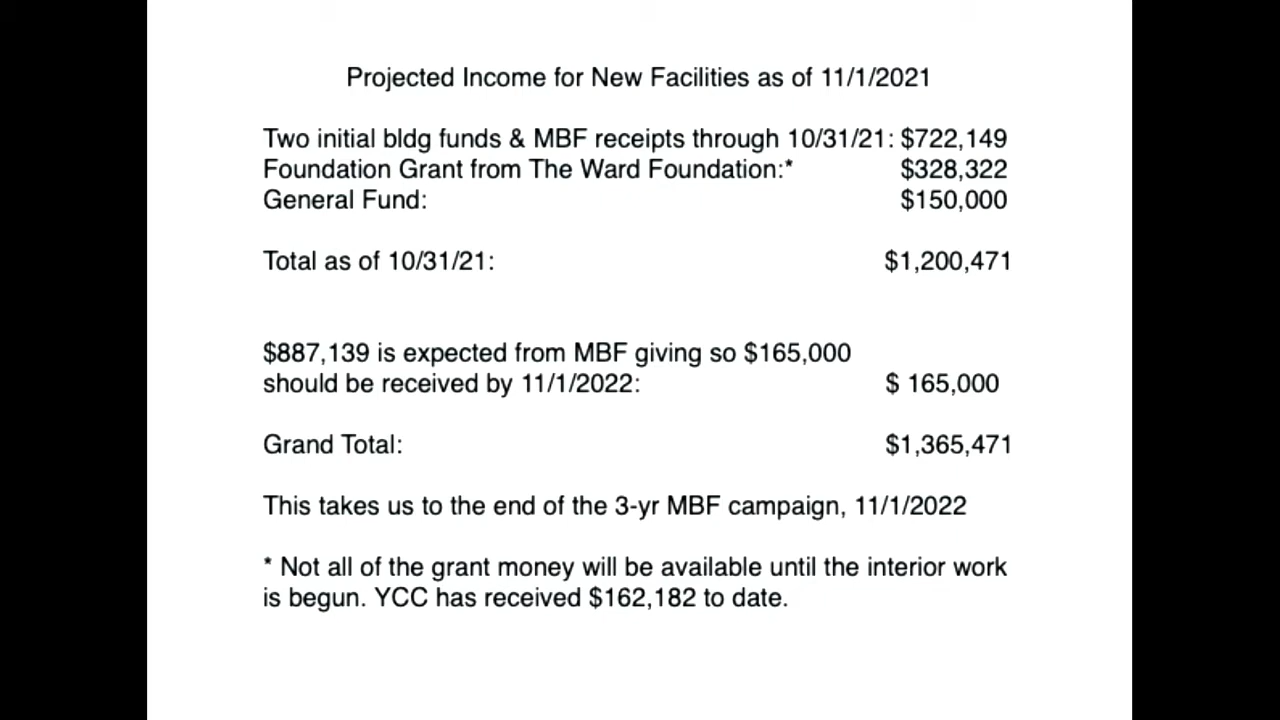 Projected Income for New Facilities as of 11/1/2021
Two initial bldg funds & MBF receipts through 10/31/21: $722,149
Foundation Grant from The Ward Foundation:* $328,322
General Fund: $150,000
Total as of 10/31/21: $1,200,471
$887,139 is expected from MBF giving so $165,000
should be received by 11/1/2022: $ 165,000
Grand Total: $1,365,471
This takes us to the end of the 3-yr MBF campaign, 11/1/2022
* Not all of the grant money will be available until the interior work
is begun. YCC has received $162,182 to date.